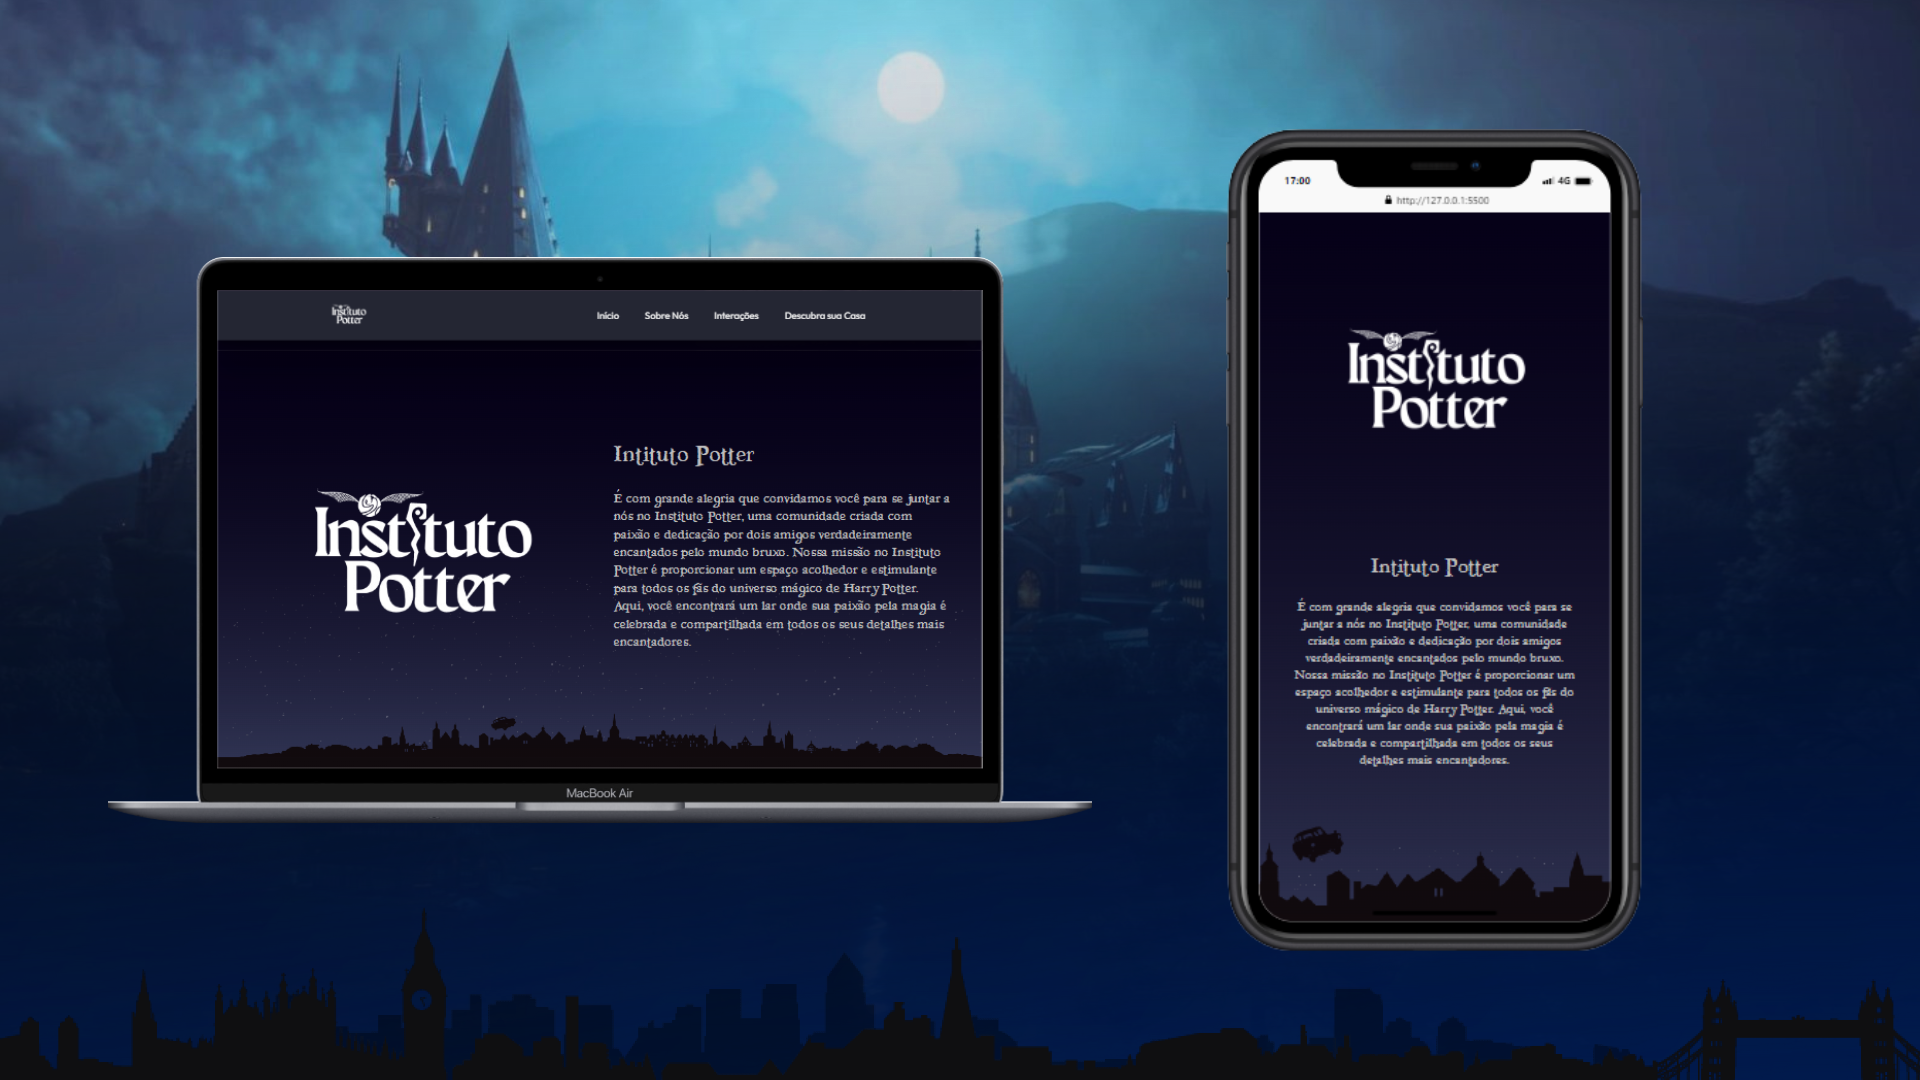 Instituto
Potter
Início Sobre Nós Interações Descubra sua Casa
Instituto
Potter
Intituto Potter
É com grande alegria que convidamos você para se juntar a
nós no Instituto Potter, uma comunidade criada com
paixão e dedicação por dois amigos verdadeiramente
encantados pelo mundo bruxo. Nossa missão no Instituto
Potter é proporcionar um espaço acolhedor e estimulante
para todos os fãs do universo mágico de Harry Potter.
Aqui, você encontrará um lar onde sua paixão pela magia é
celebrada e compartilhada em todos os seus detalhes mais
encantadores.
MacBook Air
17:00 4G
http://127.0.0.1:5500
Instituto
Potter
Intituto Potter
É com grande alegria que convidamos você para se
juntar a nós no Instituto Potter, uma comunidade
criada com paixão e dedicação por dois amigos
verdadeiramente encantados pelo mundo bruxo.
Nossa missão no Instituto Potter é proporcionar um
espaço acolhedor e estimulante para todos os fãs do
universo mágico de Harry Potter. Aqui, você
encontrará um lar onde sua paixão pela magia é
celebrada e compartilhada em todos os seus
detalhes mais encantadores.